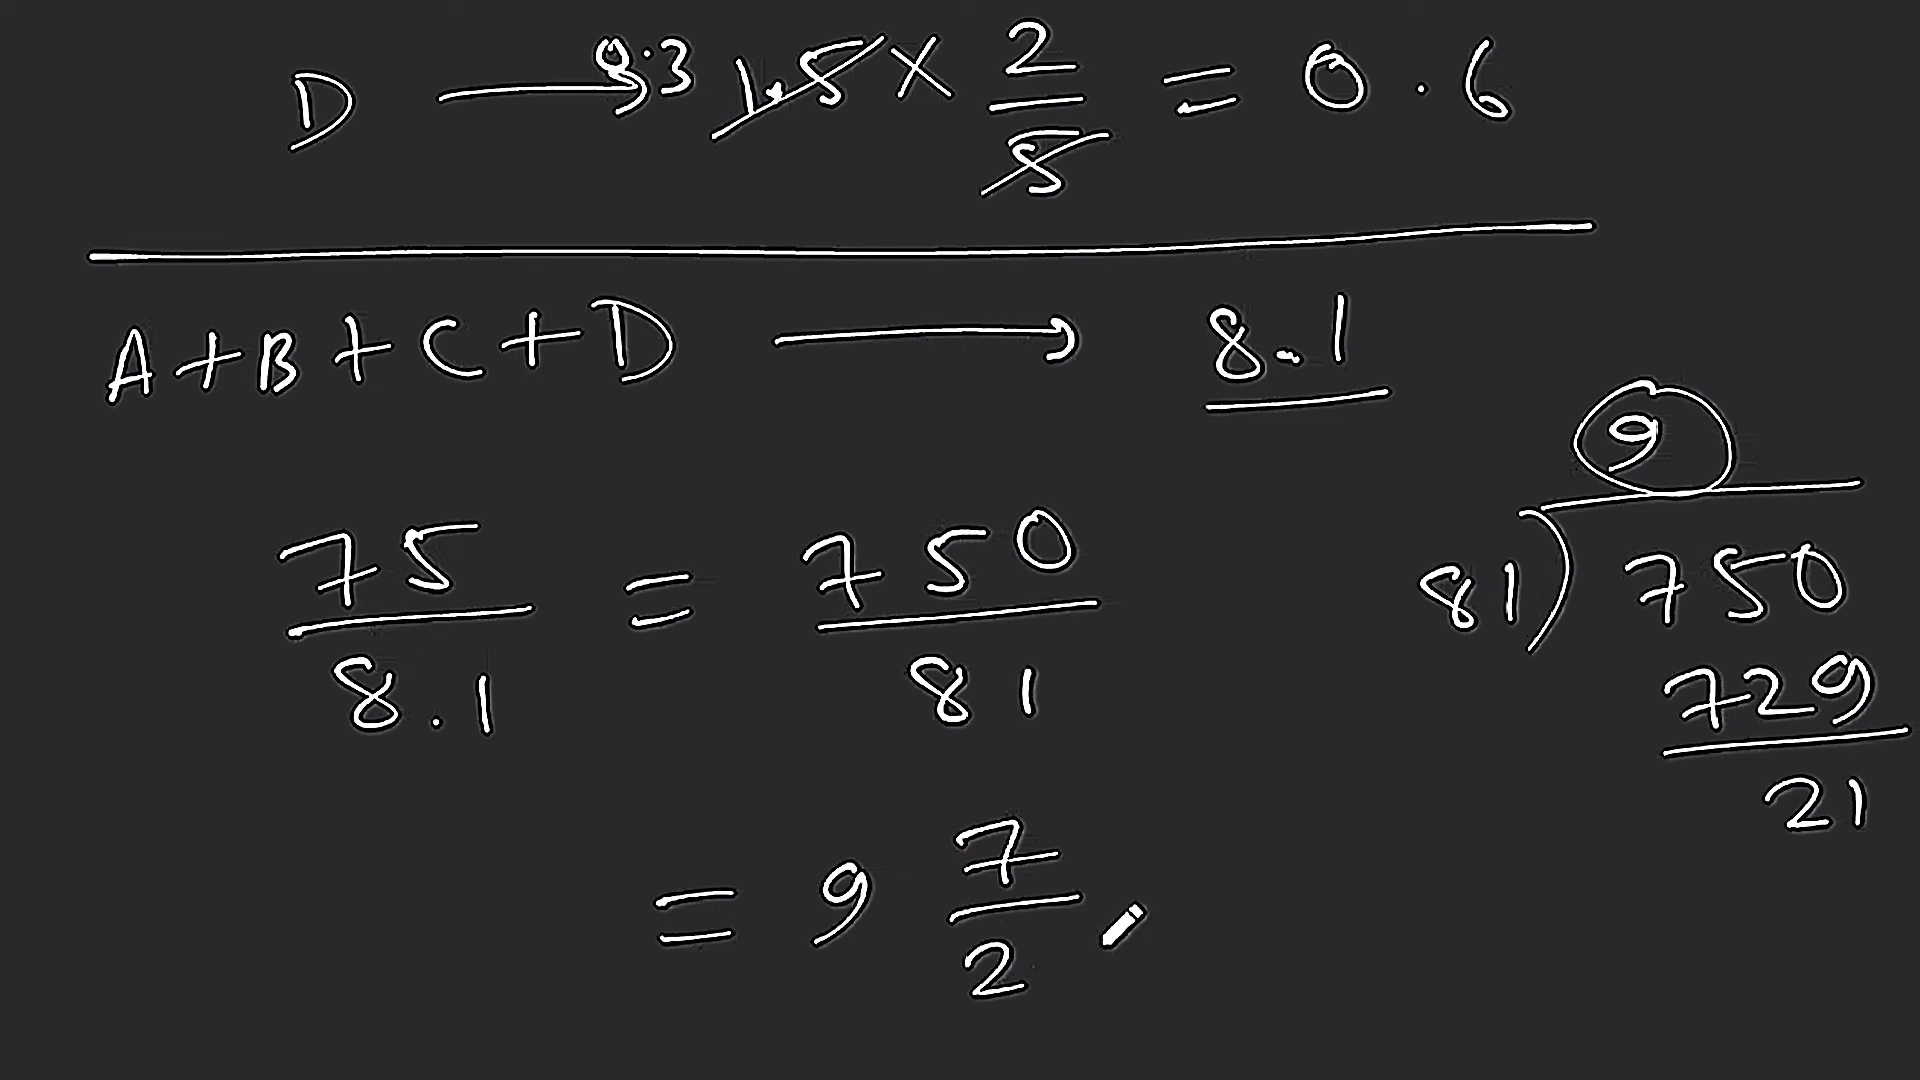 D → 0.3 1.5 × 2/5 = 0.6
A+B+C+D → 8.1
75/8.1 = 750/81
9
81) 750
729
21
= 9 7/2